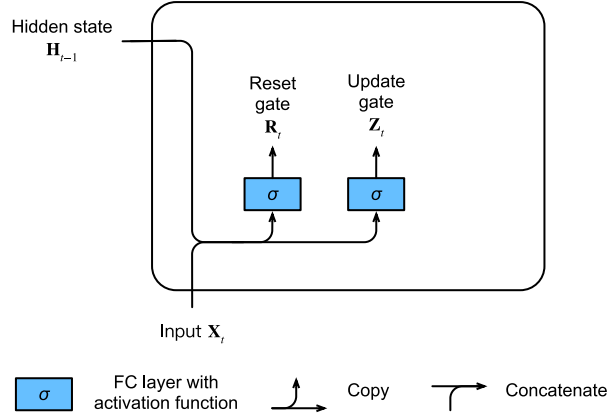 Hidden state
H_{t−1}
Reset
gate
R_t
Update
gate
Z_t
σ
σ
Input X_t
σ
FC layer with
activation function
Copy
Concatenate